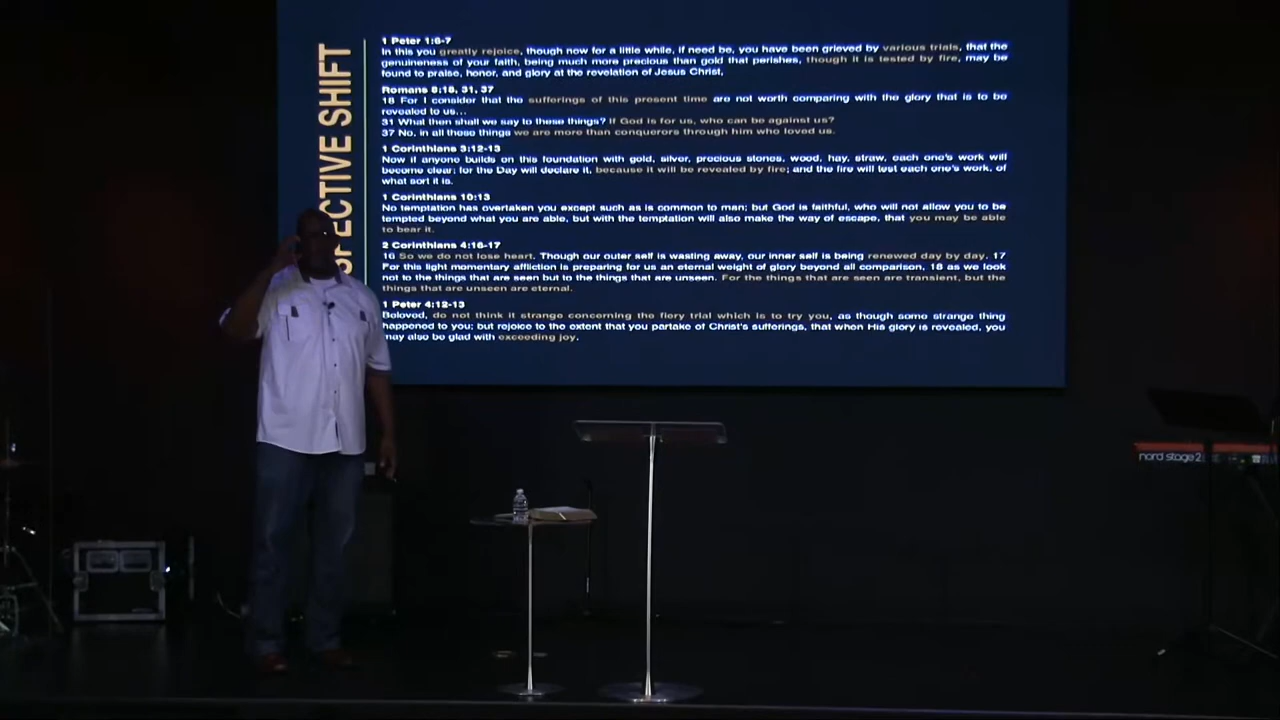 SPECTIVE SHIFT
1 Peter 1:6-7
In this you greatly rejoice, though now for a little while, if need be, you have been grieved by various trials, that the
genuineness of your faith, being much more precious than gold that perishes, though it is tested by fire, may be
found to praise, honor, and glory at the revelation of Jesus Christ,
Romans 8:18, 31, 37
18 For I consider that the sufferings of this present time are not worth comparing with the glory that is to be
revealed to us...
31 What then shall we say to these things? If God is for us, who can be against us?
37 No, in all these things we are more than conquerors through him who loved us.
1 Corinthians 3:12-13
Now if anyone builds on this foundation with gold, silver, precious stones, wood, hay, straw, each one's work will
become clear; for the Day will declare it, because it will be revealed by fire; and the fire will test each one's work, of
what sort it is.
1 Corinthians 10:13
No temptation has overtaken you except such as is common to man; but God is faithful, who will not allow you to be
tempted beyond what you are able, but with the temptation will also make the way of escape, that you may be able
to bear it.
2 Corinthians 4:16-17
16 So we do not lose heart. Though our outer self is wasting away, our inner self is being renewed day by day. 17
For this light momentary affliction is preparing for us an eternal weight of glory beyond all comparison, 18 as we look
not to the things that are seen but to the things that are unseen. For the things that are seen are transient, but the
things that are unseen are eternal.
1 Peter 4:12-13
Beloved, do not think it strange concerning the fiery trial which is to try you, as though some strange thing
happened to you; but rejoice to the extent that you partake of Christ's sufferings, that when His glory is revealed, you
may also be glad with exceeding joy.
nord stage 2